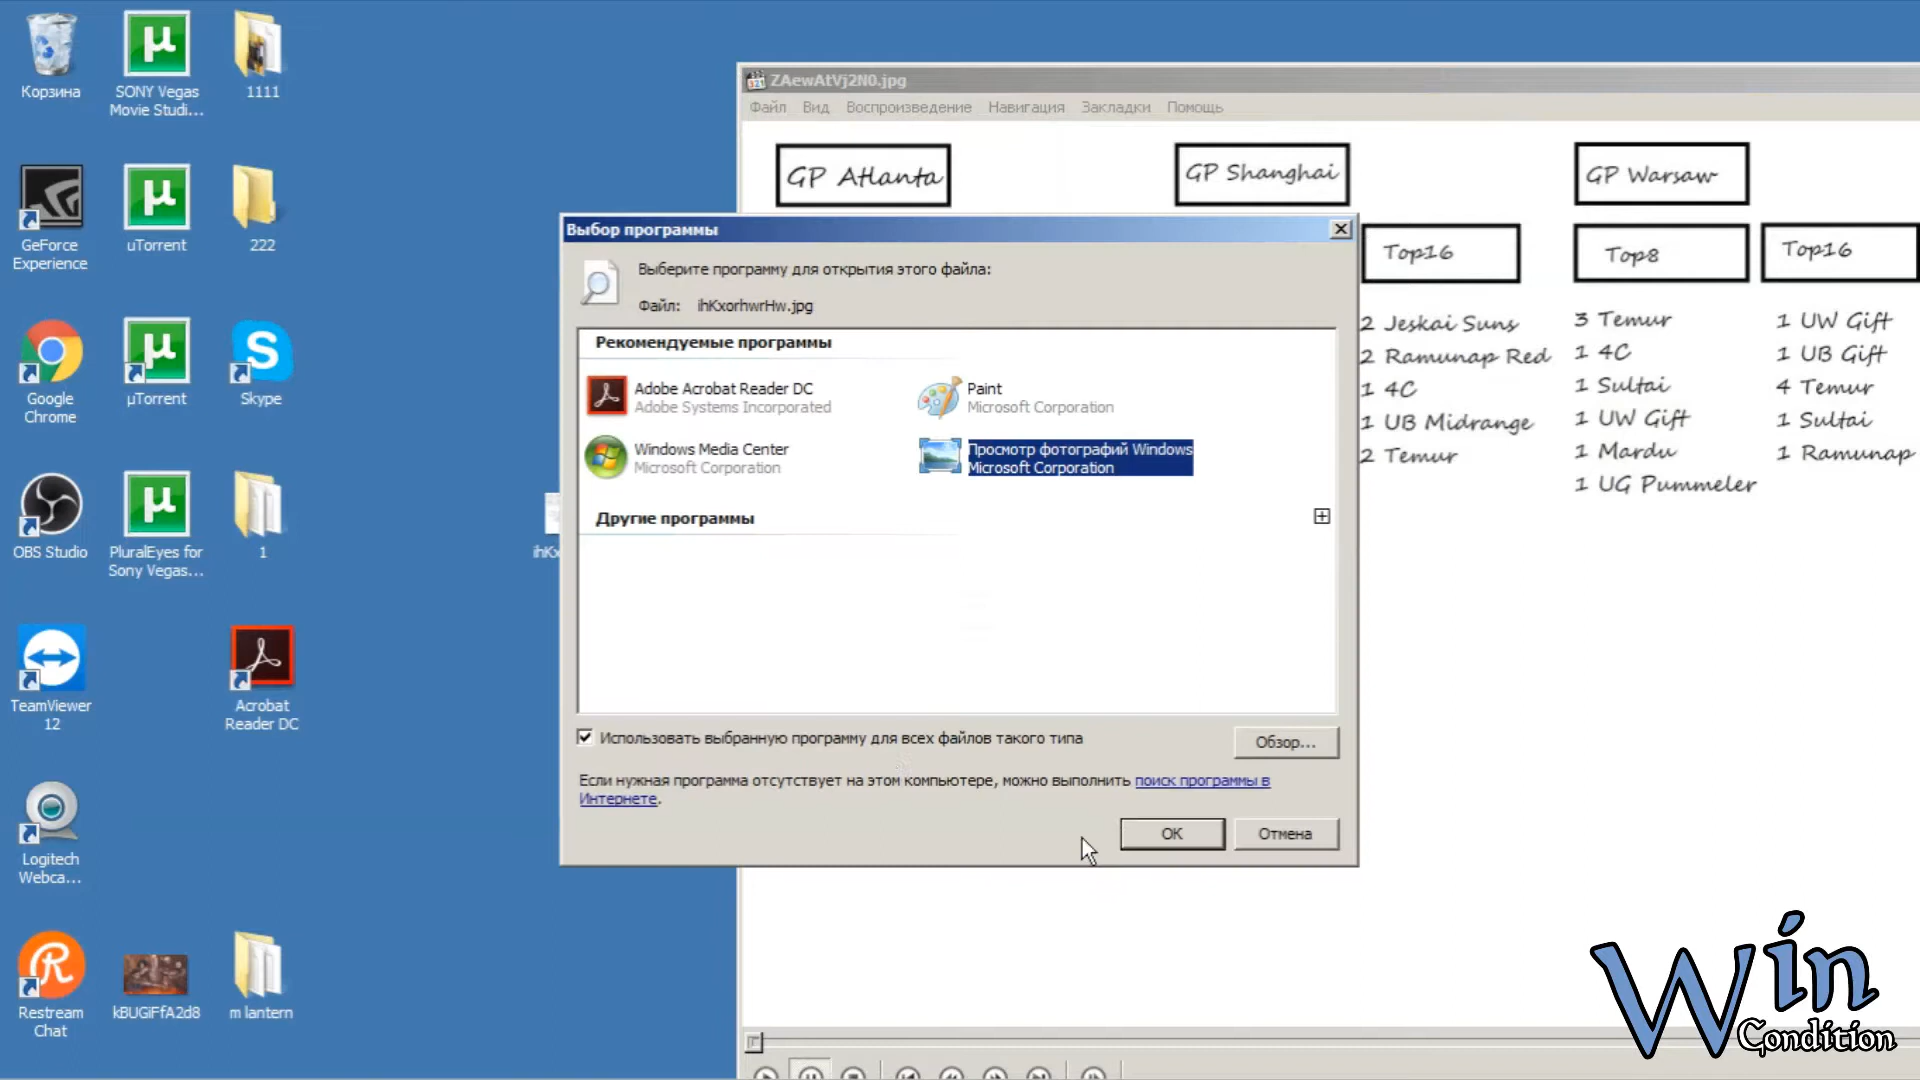 Корзина
SONY Vegas
Movie Studi...
1111
GeForce
Experience
uTorrent
222
Google
Chrome
µTorrent
Skype
OBS Studio
PluralEyes for
Sony Vegas...
1
TeamViewer
12
Acrobat
Reader DC
Logitech
Webca...
Restream
Chat
kBUGiFfA2d8
m lantern
ZAewAtVj2N0.jpg
Файл Вид Воспроизведение Навигация Закладки Помощь
GP Atlanta
GP Shanghai
GP Warsaw
Top16
Top8
Top16
2 Jeskai Suns
2 Ramunap Red
1 4C
1 UB Midrange
2 Temur
3 Temur
1 4C
1 Sultai
1 UW Gift
1 Mardu
1 UG Pummeler
1 UW Gift
1 UB Gift
4 Temur
1 Sultai
1 Ramunap
Выбор программы
Выберите программу для открытия этого файла:
Файл: ihKxorhwrHw.jpg
Рекомендуемые программы
Adobe Acrobat Reader DC
Adobe Systems Incorporated
Paint
Microsoft Corporation
Windows Media Center
Microsoft Corporation
Просмотр фотографий Windows
Microsoft Corporation
Другие программы
Использовать выбранную программу для всех файлов такого типа
Обзор...
Если нужная программа отсутствует на этом компьютере, можно выполнить поиск программы в
Интернете.
OK
Отмена
ihKx
Win
Condition